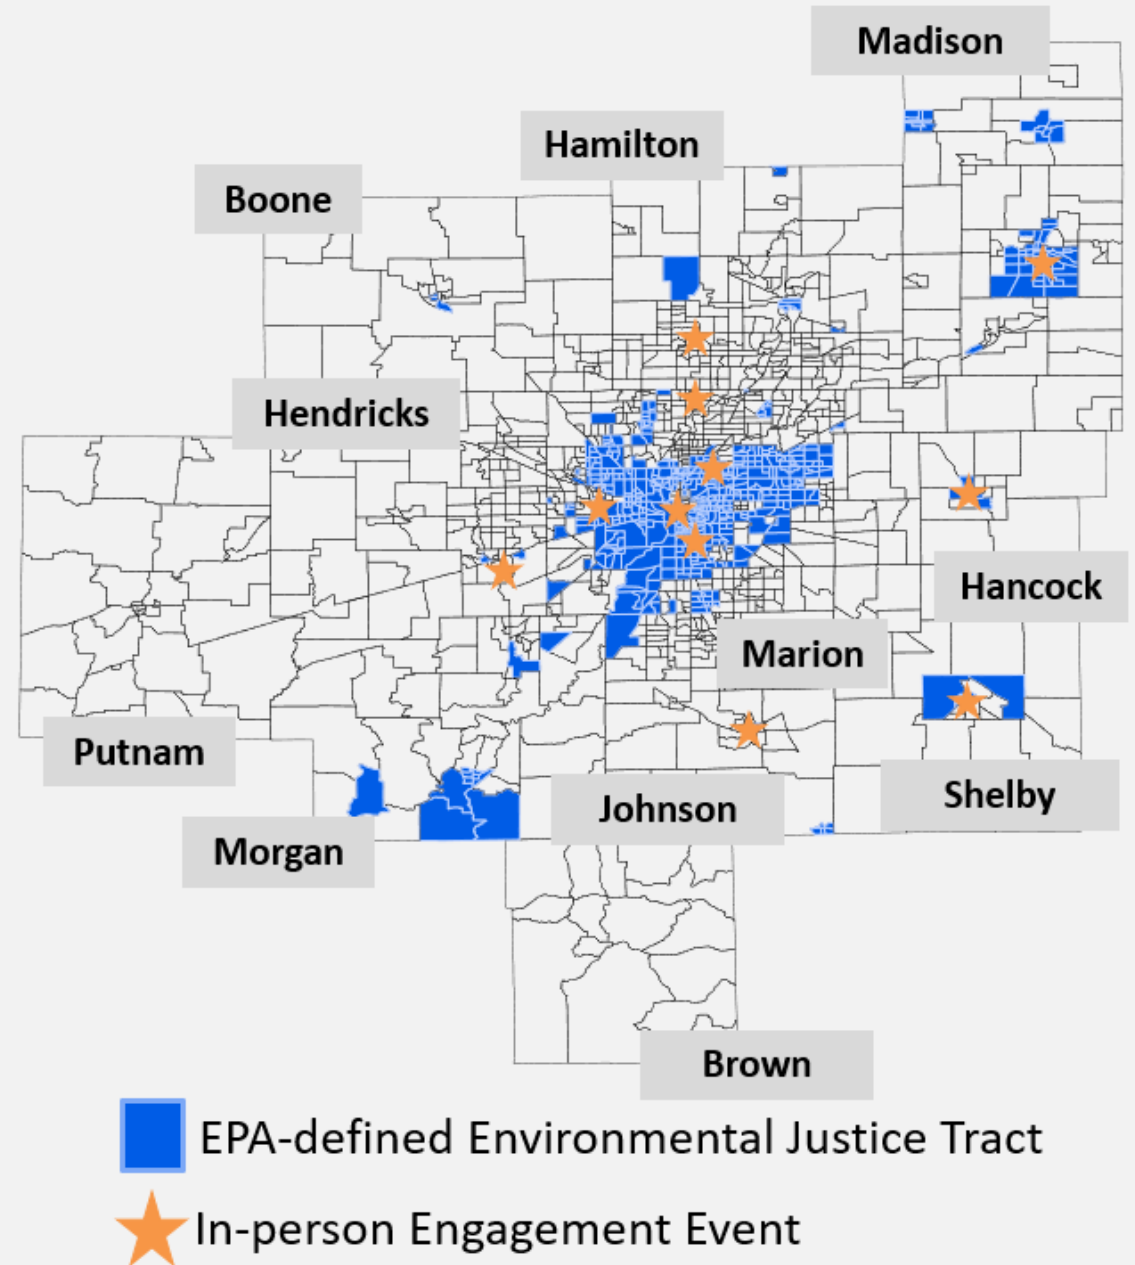 Madison
Hamilton
Boone
Hendricks
Hancock
Marion
Putnam
Shelby
Johnson
Morgan
Brown
EPA-defined Environmental Justice Tract
In-person Engagement Event